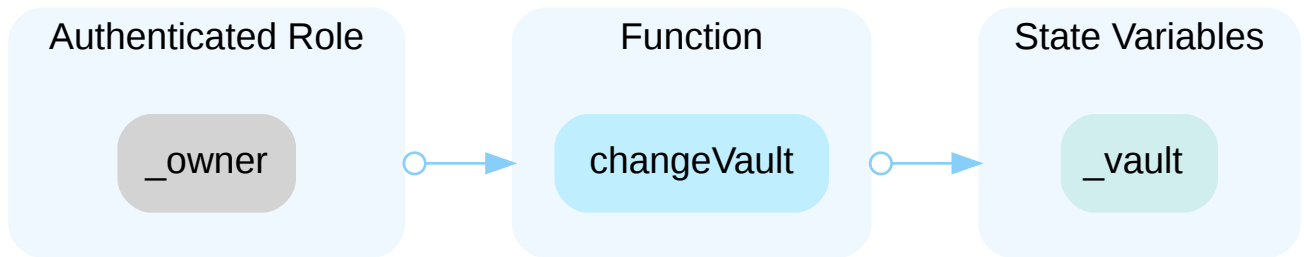 Authenticated Role
_owner
Function
changeVault
State Variables
_vault